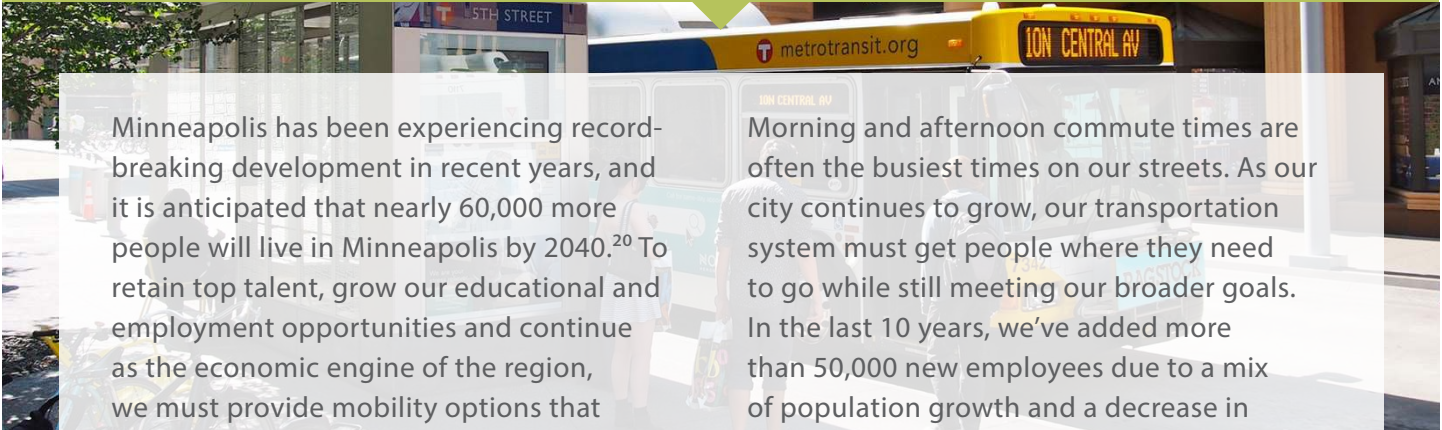 5TH STREET
metrotransit.org
10N CENTRAL AV
10N CENTRAL AV
Minneapolis has been experiencing record-
breaking development in recent years, and
it is anticipated that nearly 60,000 more
people will live in Minneapolis by 2040.²⁰ To
retain top talent, grow our educational and
employment opportunities and continue
as the economic engine of the region,
we must provide mobility options that
Morning and afternoon commute times are
often the busiest times on our streets. As our
city continues to grow, our transportation
system must get people where they need
to go while still meeting our broader goals.
In the last 10 years, we’ve added more
than 50,000 new employees due to a mix
of population growth and a decrease in
RAGSTOCK